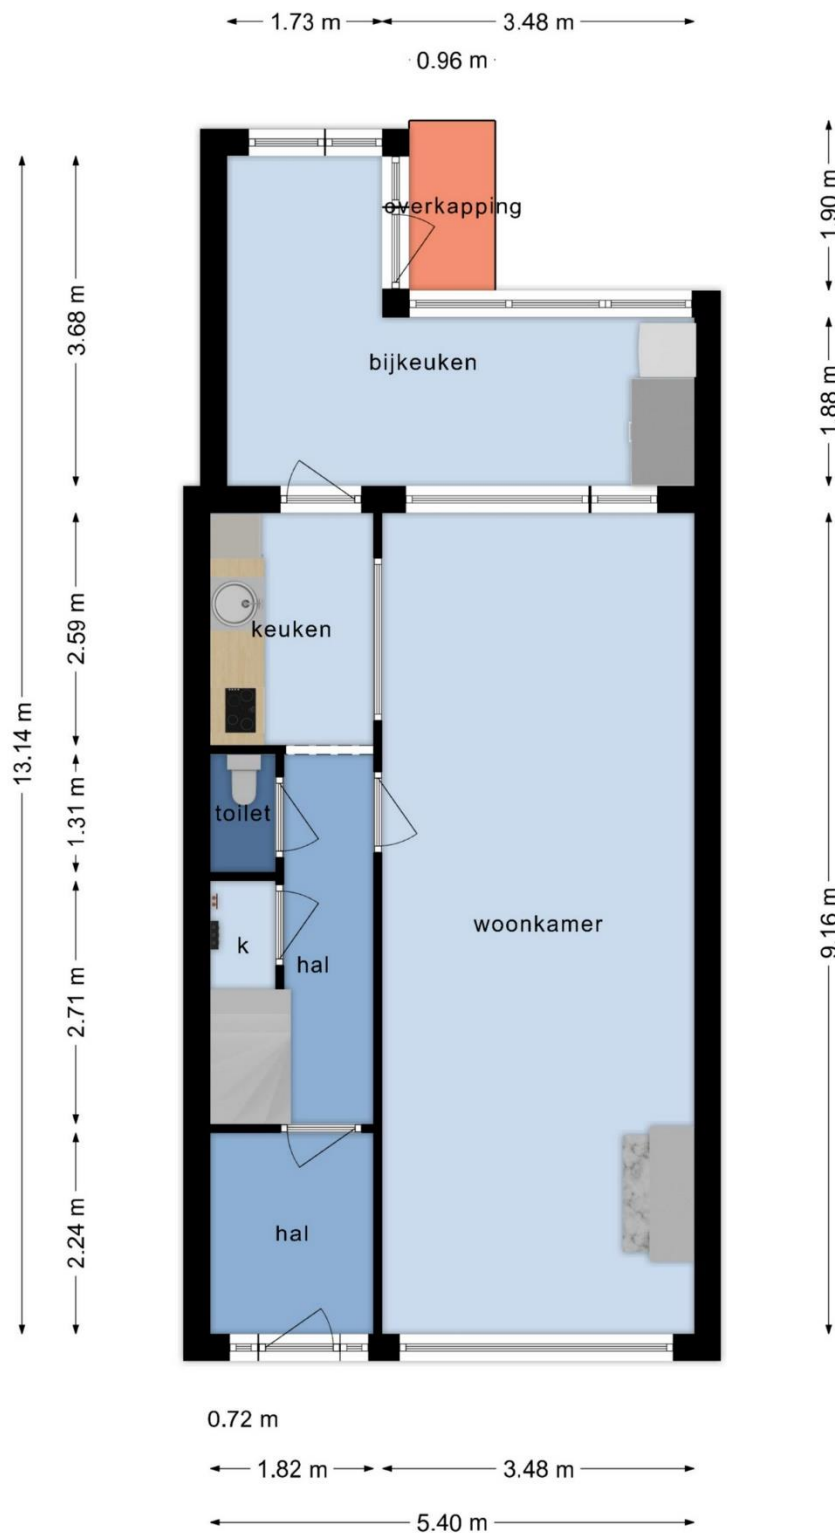 1.73 m
3.48 m
0.96 m
1.90 m
overkapping
3.68 m
bijkeuken
1.88 m
2.59 m
keuken
13.14 m
1.31 m
toilet
9.16 m
woonkamer
k
hal
2.71 m
2.24 m
hal
0.72 m
1.82 m
3.48 m
5.40 m